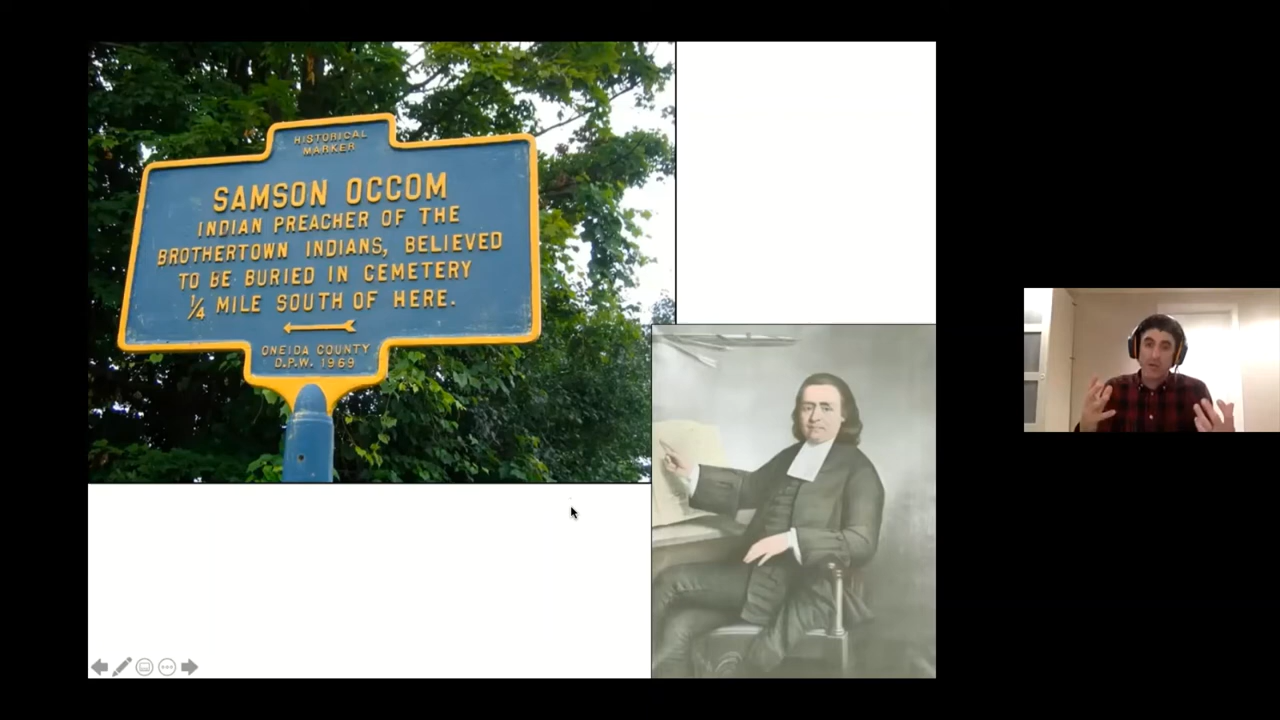 HISTORICAL
MARKER
SAMSON OCCOM
INDIAN PREACHER OF THE
BROTHERTOWN INDIANS, BELIEVED
TO BE BURIED IN CEMETERY
1/4 MILE SOUTH OF HERE.
ONEIDA COUNTY
D.P.W. 1969